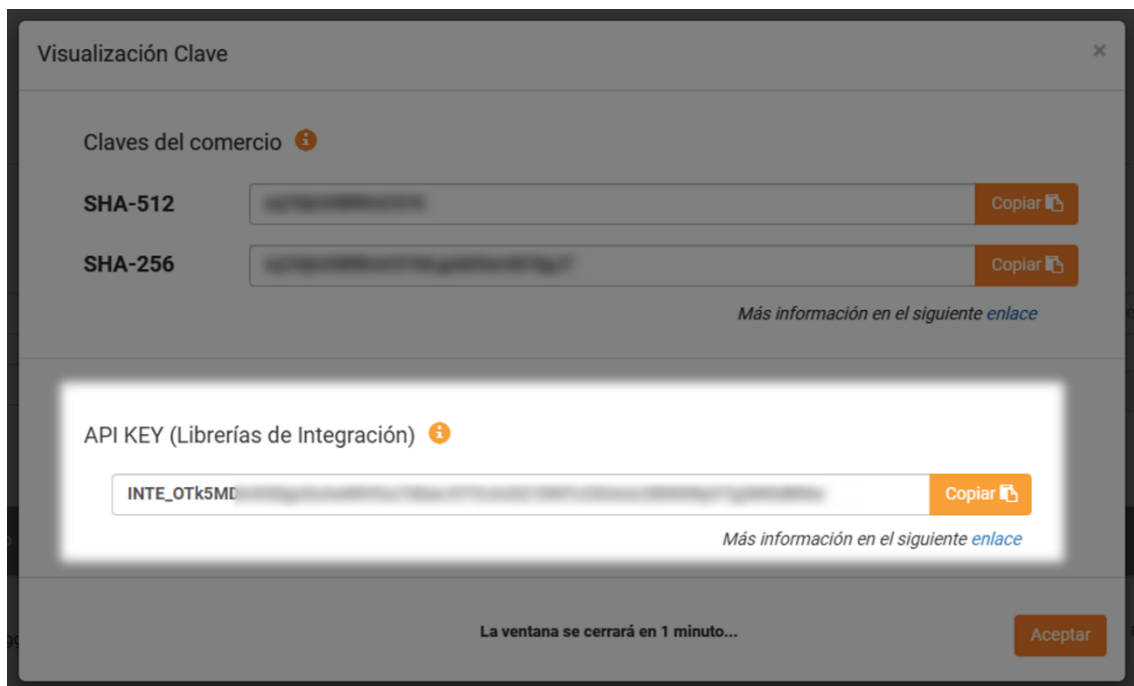 Visualización Clave ×
Claves del comercio
SHA-512 Copiar
SHA-256 Copiar
Más información en el siguiente enlace
API KEY (Librerías de Integración)
INTE_OTk5MD Copiar
Más información en el siguiente enlace
La ventana se cerrará en 1 minuto...
Aceptar